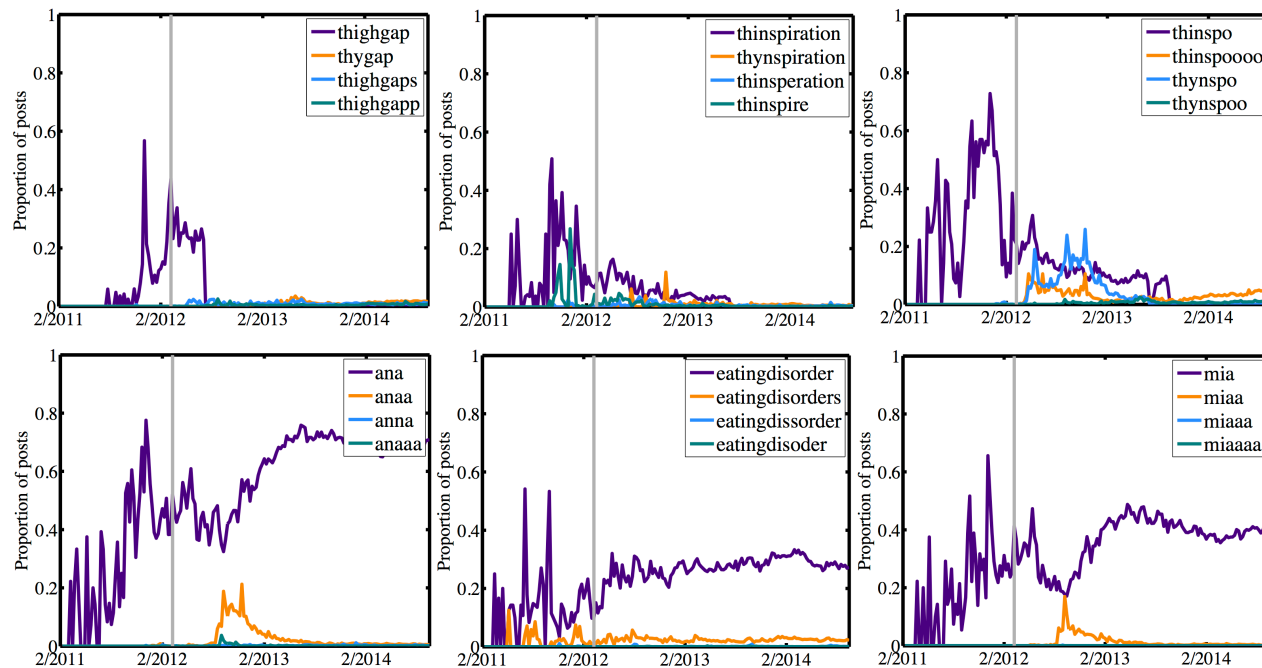 Proportion of posts
1
0.8
0.6
0.4
0.2
0
2/2011
2/2012
2/2013
2/2014
thighgap
thygap
thighgaps
thighgapp
Proportion of posts
1
0.8
0.6
0.4
0.2
0
2/2011
2/2012
2/2013
2/2014
thinspiration
thynspiration
thinsperation
thinspire
Proportion of posts
1
0.8
0.6
0.4
0.2
0
2/2011
2/2012
2/2013
2/2014
thinspo
thinspoooo
thynspo
thynspoo
Proportion of posts
1
0.8
0.6
0.4
0.2
0
2/2011
2/2012
2/2013
2/2014
ana
anaa
anna
anaaa
Proportion of posts
1
0.8
0.6
0.4
0.2
0
2/2011
2/2012
2/2013
2/2014
eatingdisorder
eatingdisorders
eatingdissorder
eatingdisoder
Proportion of posts
1
0.8
0.6
0.4
0.2
0
2/2011
2/2012
2/2013
2/2014
mia
miaa
miaaa
miaaaa